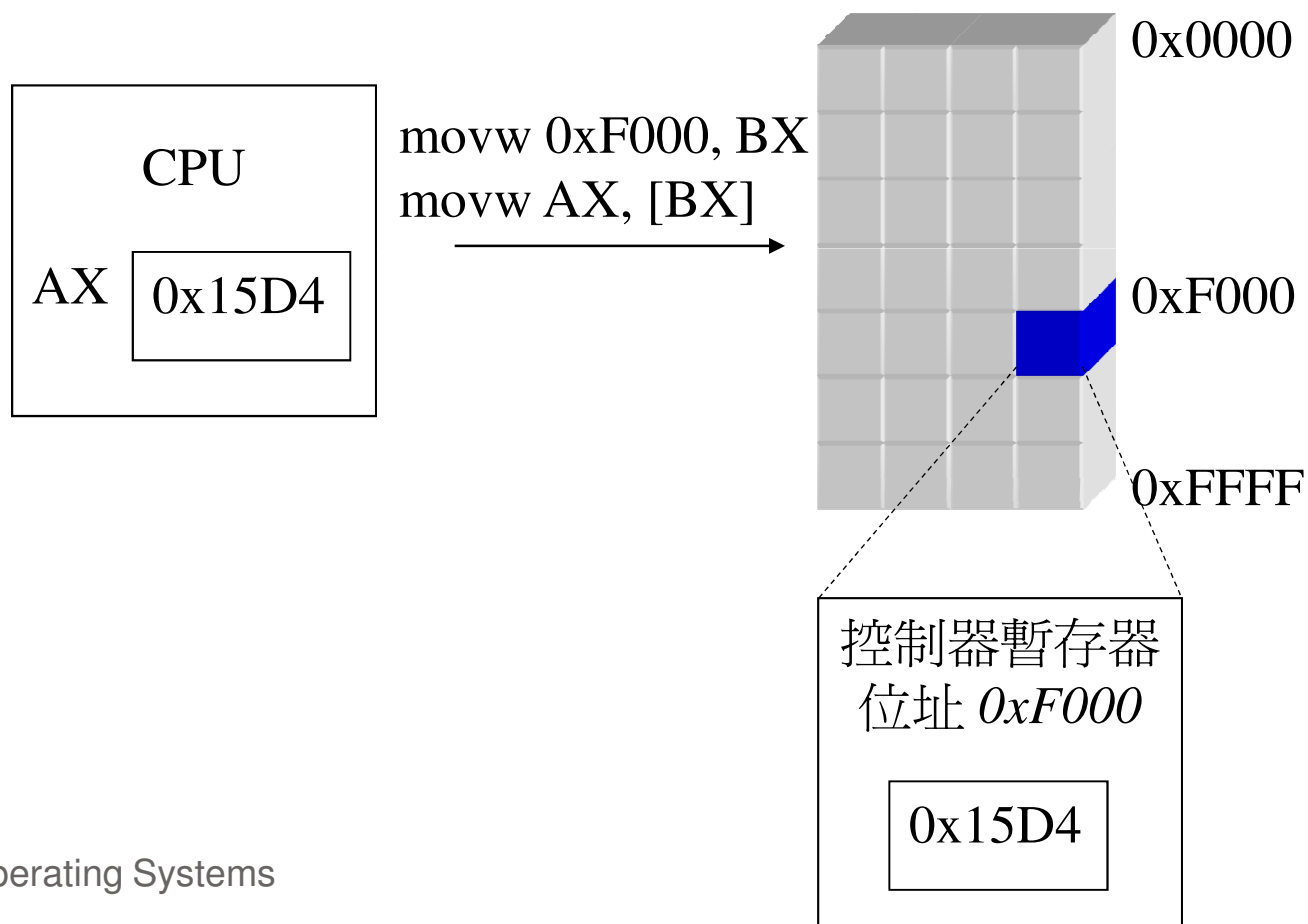 0x0000
CPU
movw 0xF000, BX
movw AX, [BX]
AX
0x15D4
0xF000
0xFFFF
控制器暫存器
位址 0xF000
0x15D4
perating Systems